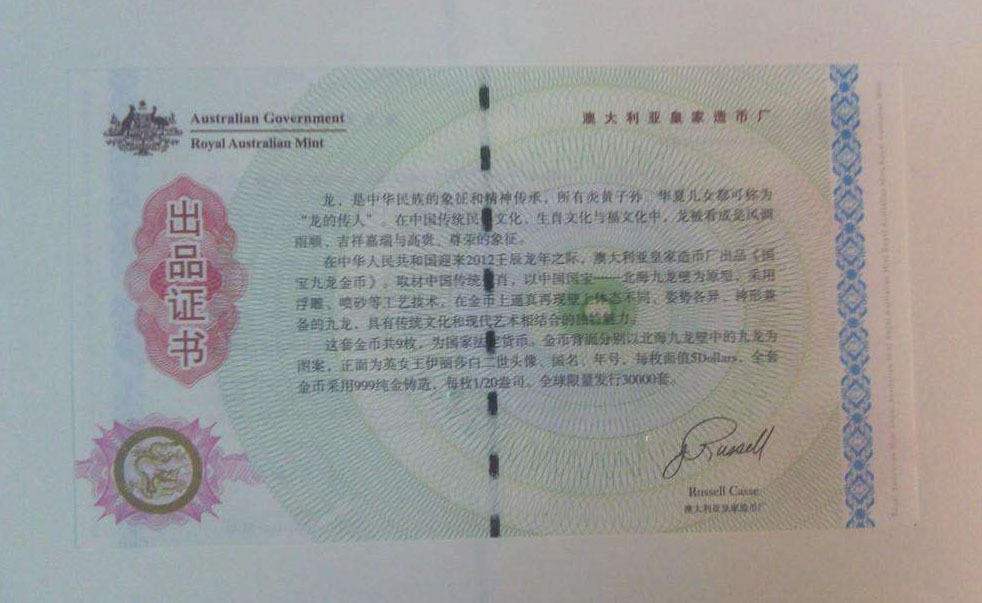 Australian Government
Royal Australian Mint
澳大利亚皇家造币厂
出品证书
龙，是中华民族的象征和精神传承，所有炎黄子孙、华夏儿女都可称为
“龙的传人”。在中国传统民 文化、生肖文化与福文化中，龙被看成是风调
雨顺、吉祥嘉瑞与高贵、尊荣的象征。
在中华人民共和国迎来2012壬辰龙年之际，澳大利亚皇家造币厂出品《国
宝九龙金币》。取材中国传统 肖，以中国国宝——北海九龙壁为原型，采用
浮雕、喷砂等工艺技术，在金币上逼真再现壁上体态不同、姿势各异、神形兼
备的九龙，具有传统文化和现代艺术相结合的独特魅力。
这套金币共9枚，为国家法定货币。金币背面分别以北海九龙壁中的九龙为
图案，正面为英女王伊丽莎白二世头像、国名、年号，每枚面值5Dollars，全套
金币采用999纯金铸造，每枚1/20盎司。全球限量发行30000套。
Russell
Russell Casse
澳大利亚皇家造币厂